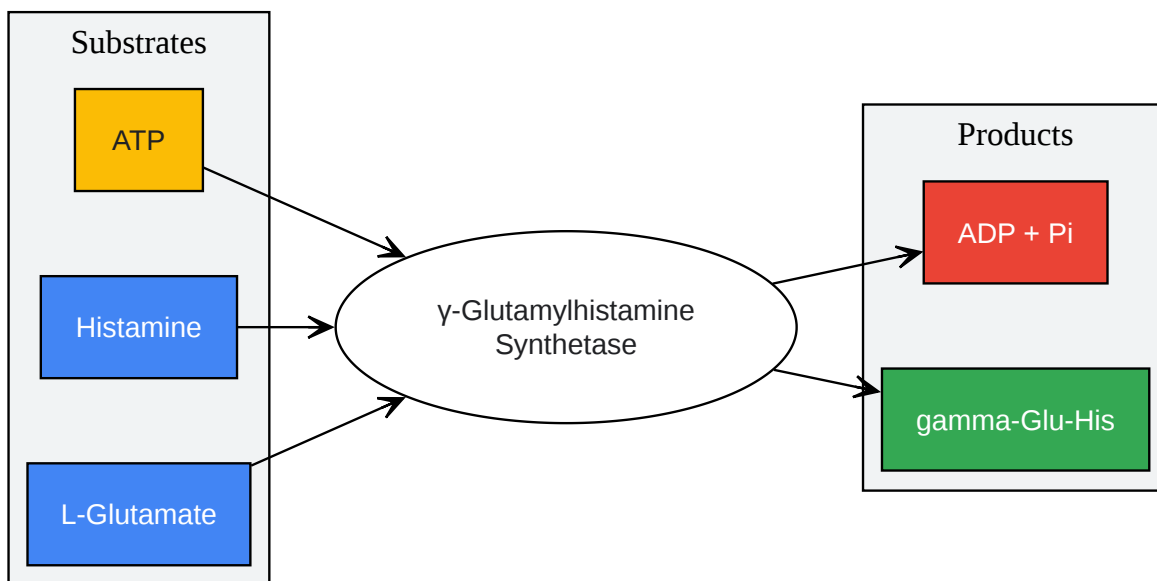 Substrates
ATP
Histamine
L-Glutamate
γ-Glutamylhistamine
Synthetase
Products
ADP + Pi
gamma-Glu-His